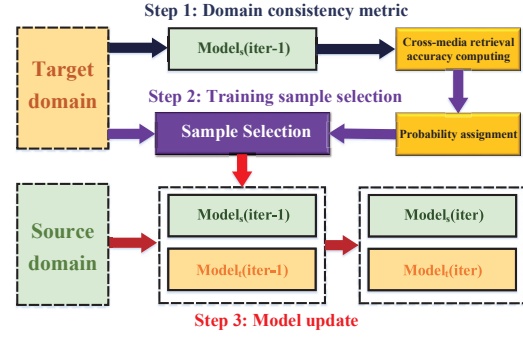 Step 1: Domain consistency metric
Target
domain
Modelₛ(iter-1)
Cross-media retrieval
accuracy computing
Step 2: Training sample selection
Sample Selection
Probability assignment
Source
domain
Modelₛ(iter-1)
Modelₜ(iter-1)
Modelₛ(iter)
Modelₜ(iter)
Step 3: Model update